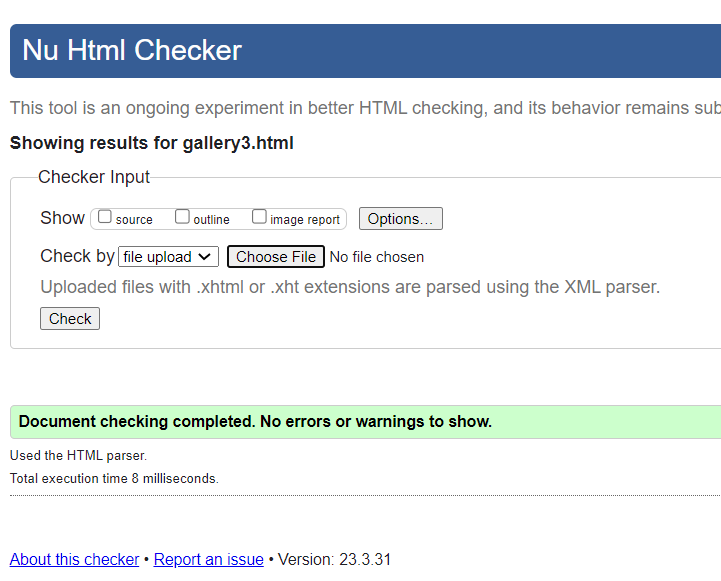 Nu Html Checker
This tool is an ongoing experiment in better HTML checking, and its behavior remains sub
Showing results for gallery3.html
Checker Input
Show source outline image report Options...
Check by file upload Choose File No file chosen
Uploaded files with .xhtml or .xht extensions are parsed using the XML parser.
Check
Document checking completed. No errors or warnings to show.
Used the HTML parser.
Total execution time 8 milliseconds.
About this checker • Report an issue • Version: 23.3.31